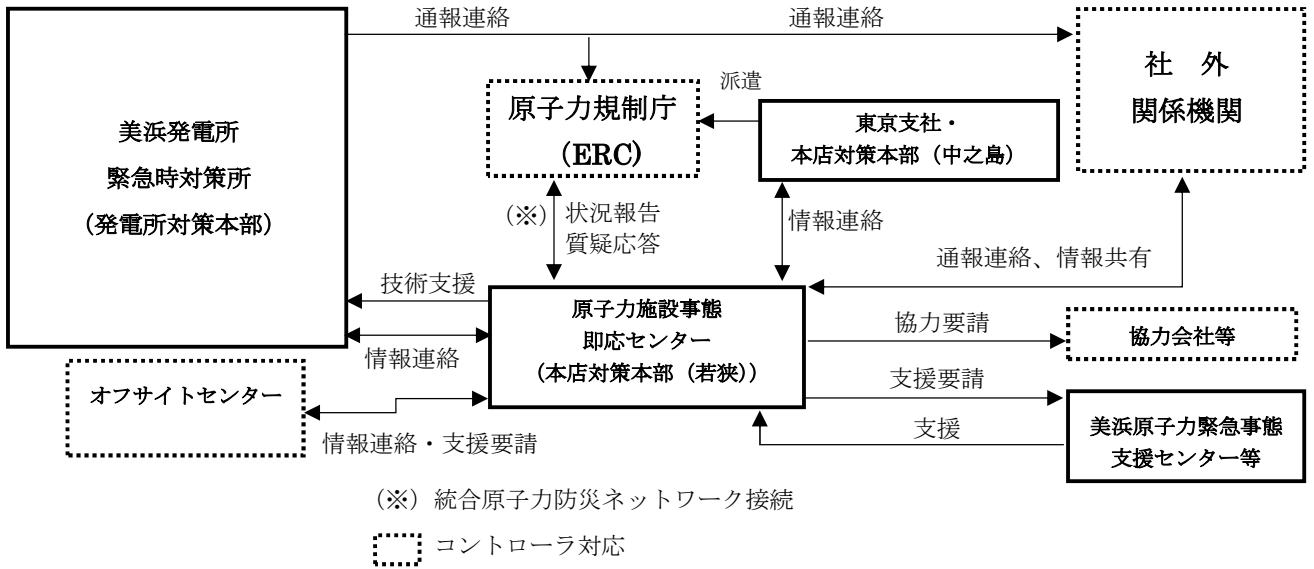 通報連絡
通報連絡
美浜発電所
緊急時対策所
(発電所対策本部)
原子力規制庁
(ERC)
派遣
東京支社・
本店対策本部(中之島)
社 外
関係機関
(※)
状況報告
質疑応答
情報連絡
通報連絡、情報共有
技術支援
情報連絡
原子力施設事態
即応センター
(本店対策本部(若狭))
協力要請
協力会社等
オフサイトセンター
情報連絡・支援要請
支援要請
支援
美浜原子力緊急事態
支援センター等
(※)統合原子力防災ネットワーク接続
コントローラ対応